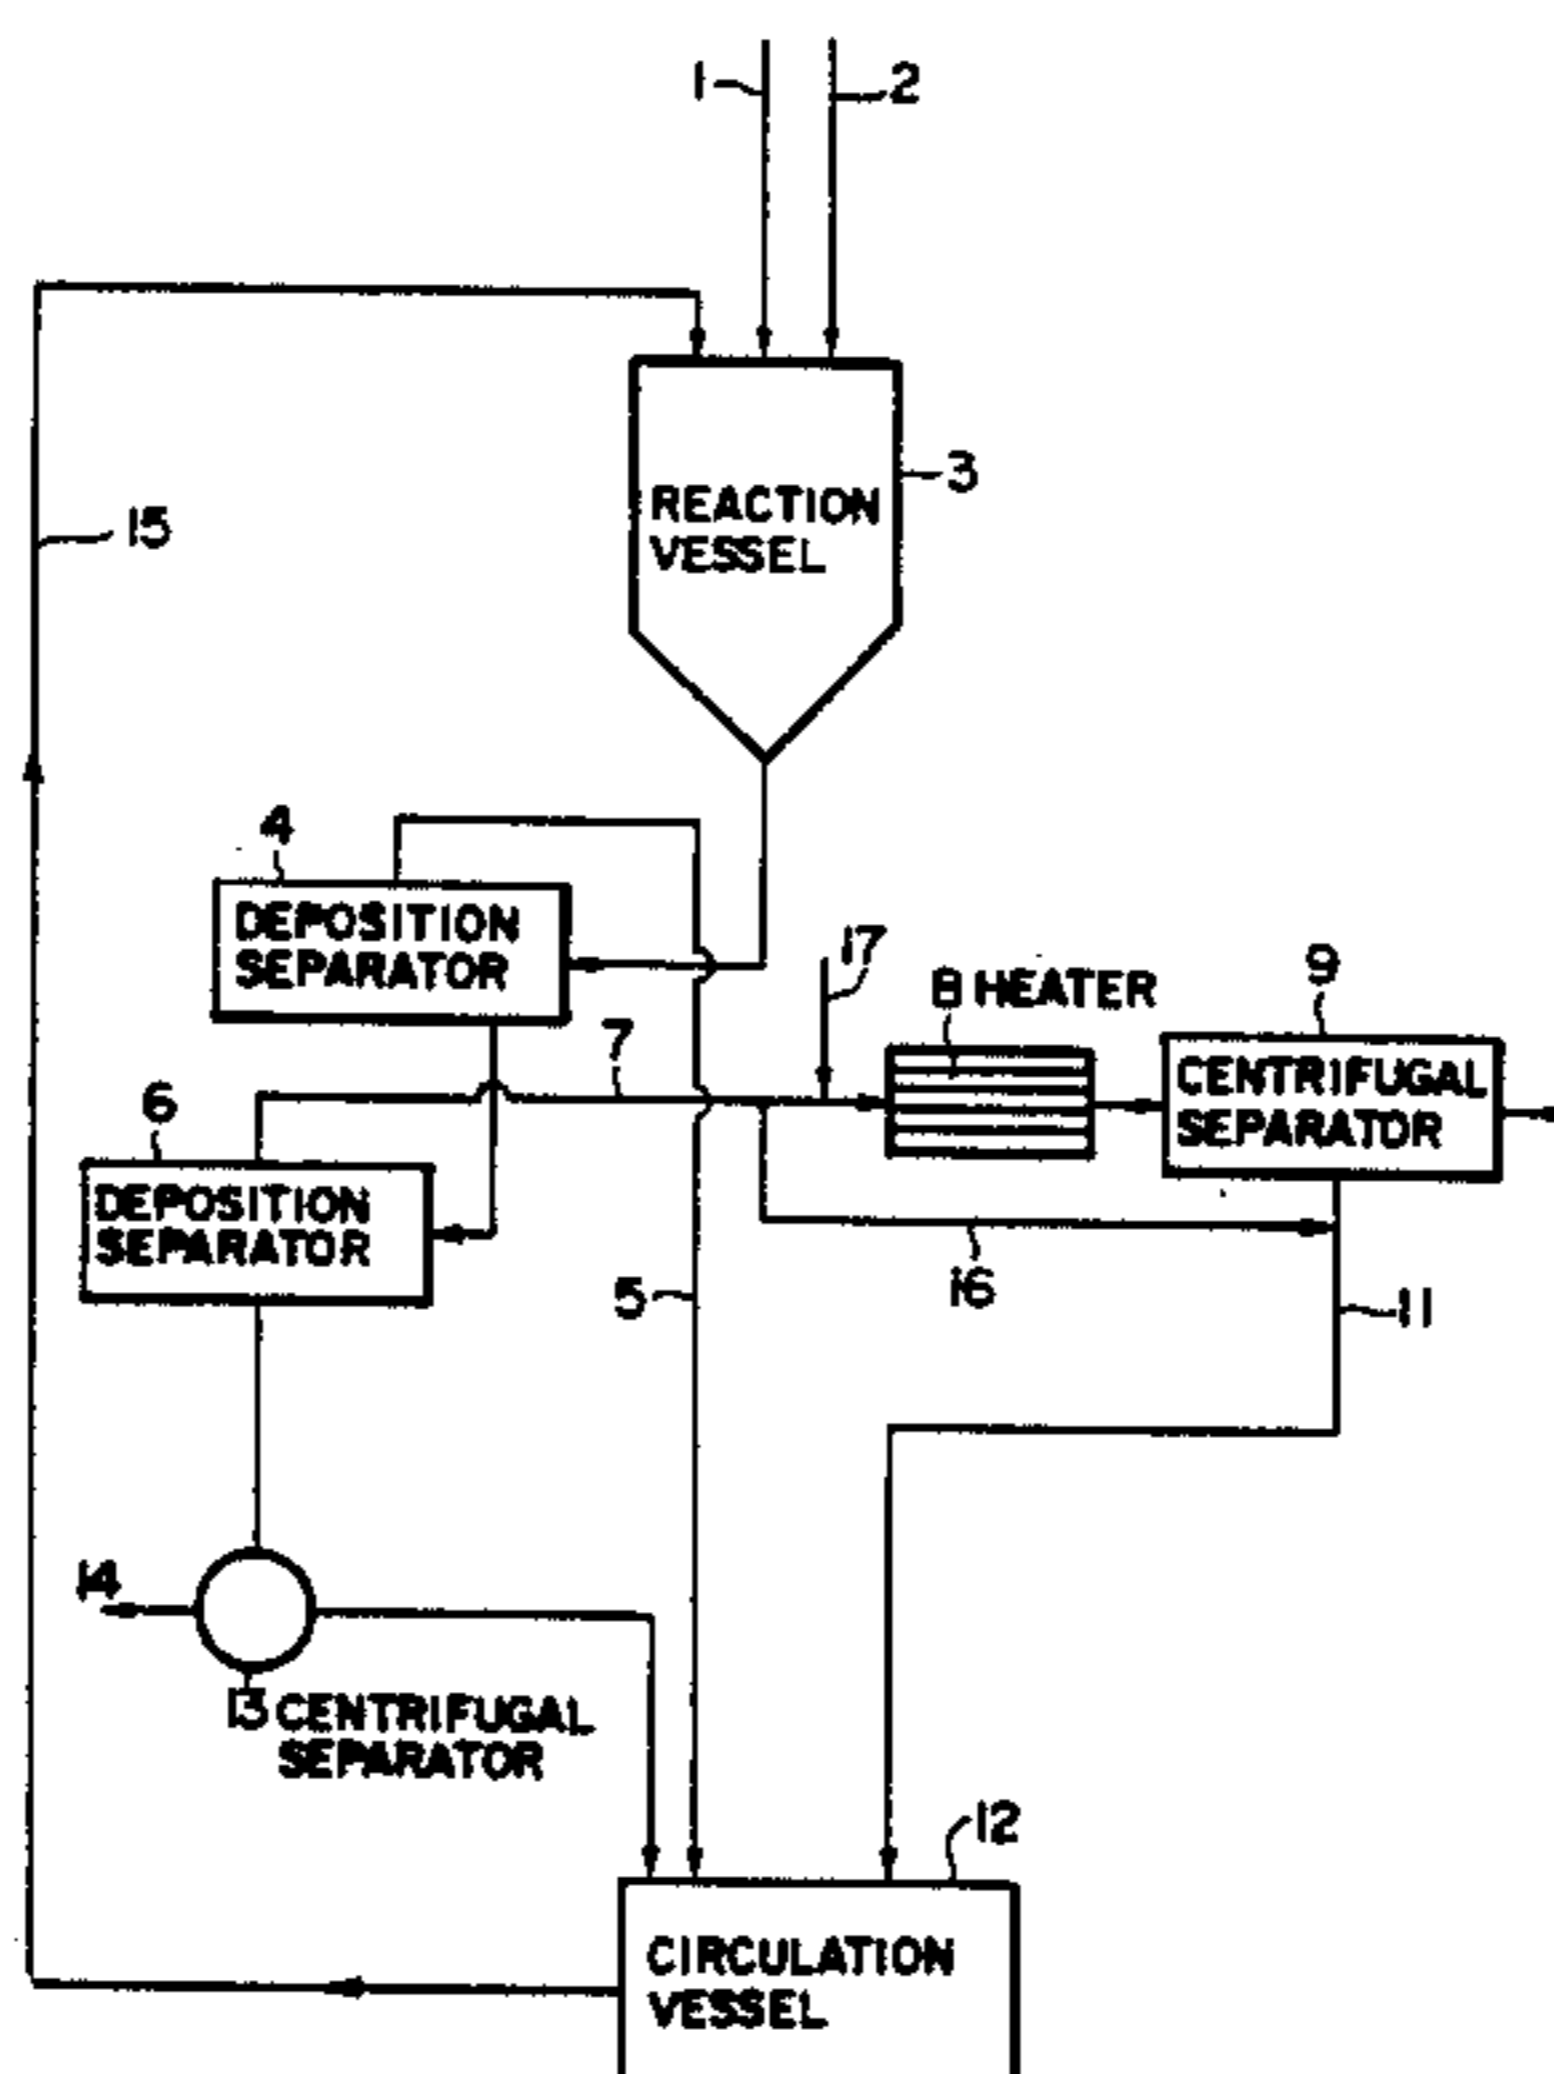 1
2
REACTION
VESSEL
3
15
4
DEPOSITION
SEPARATOR
17
8 HEATER
9
CENTRIFUGAL
SEPARATOR
7
6
DEPOSITION
SEPARATOR
5
16
11
14
13 CENTRIFUGAL
SEPARATOR
12
CIRCULATION
VESSEL